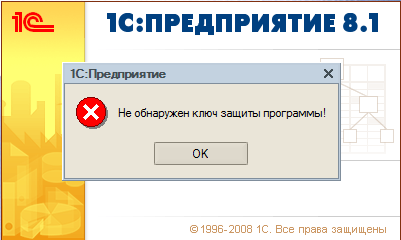 1С
1С:ПРЕДПРИЯТИЕ 8.1
1С:Предприятие
Не обнаружен ключ защиты программы!
OK
©1996-2008 1С. Все права защищены